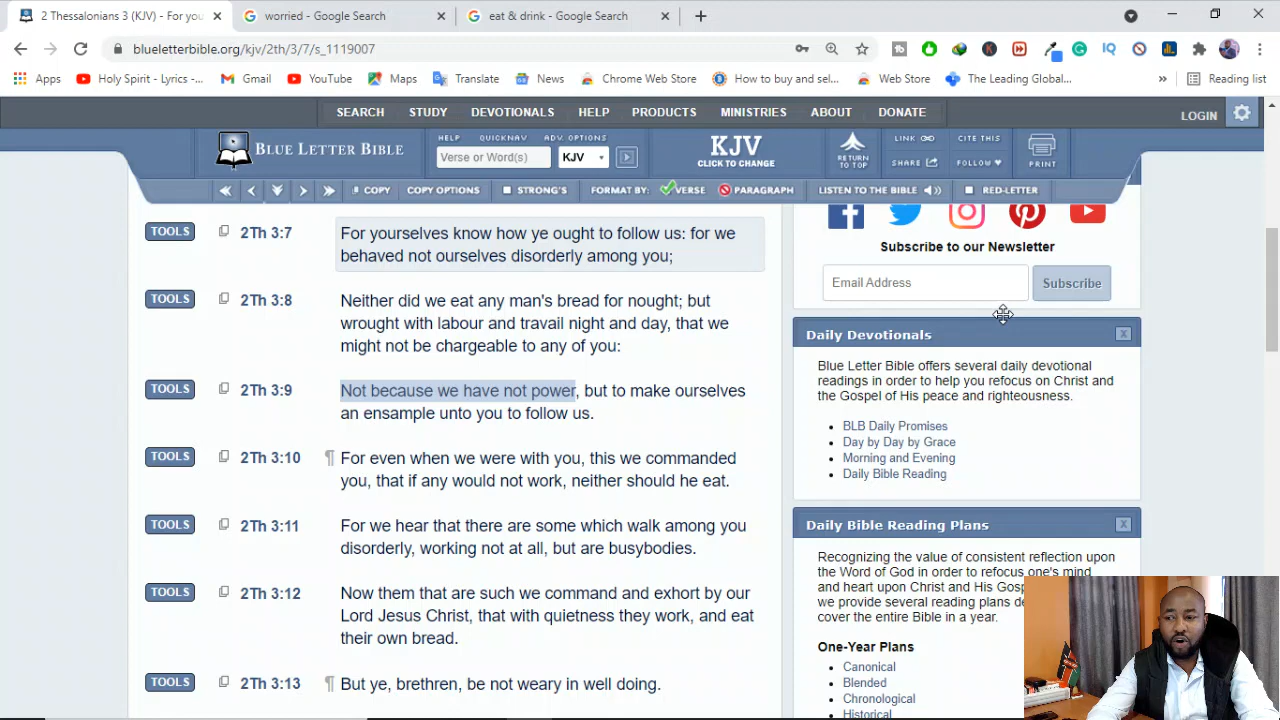 2 Thessalonians 3 (KJV) - For you
worried - Google Search
eat & drink - Google Search
blueletterbible.org/kjv/2th/3/7/s_1119007
Apps
Holy Spirit - Lyrics -...
Gmail
YouTube
Maps
Translate
News
Chrome Web Store
How to buy and sel...
Web Store
The Leading Global...
Reading list
SEARCH
STUDY
DEVOTIONALS
HELP
PRODUCTS
MINISTRIES
ABOUT
DONATE
LOGIN
BLUE LETTER BIBLE
HELP QUICKNAV ADV. OPTIONS
Verse or Word(s)
KJV
KJV
CLICK TO CHANGE
RETURN
TO TOP
LINK
CITE THIS
SHARE
FOLLOW
PRINT
COPY
COPY OPTIONS
STRONG'S
FORMAT BY:
VERSE
PARAGRAPH
LISTEN TO THE BIBLE
RED-LETTER
TOOLS 2Th 3:7 For yourselves know how ye ought to follow us: for we
behaved not ourselves disorderly among you;
TOOLS 2Th 3:8 Neither did we eat any man's bread for nought; but
wrought with labour and travail night and day, that we
might not be chargeable to any of you:
TOOLS 2Th 3:9 Not because we have not power, but to make ourselves
an ensample unto you to follow us.
TOOLS 2Th 3:10 ¶ For even when we were with you, this we commanded
you, that if any would not work, neither should he eat.
TOOLS 2Th 3:11 For we hear that there are some which walk among you
disorderly, working not at all, but are busybodies.
TOOLS 2Th 3:12 Now them that are such we command and exhort by our
Lord Jesus Christ, that with quietness they work, and eat
their own bread.
TOOLS 2Th 3:13 ¶ But ye, brethren, be not weary in well doing.
Subscribe to our Newsletter
Email Address
Subscribe
Daily Devotionals
Blue Letter Bible offers several daily devotional
readings in order to help you refocus on Christ and
the Gospel of His peace and righteousness.
BLB Daily Promises
Day by Day by Grace
Morning and Evening
Daily Bible Reading
Daily Bible Reading Plans
Recognizing the value of consistent reflection upon
the Word of God in order to refocus one's mind
and heart upon Christ and His Gosp
we provide several reading plans de
cover the entire Bible in a year.
One-Year Plans
Canonical
Blended
Chronological
Historical